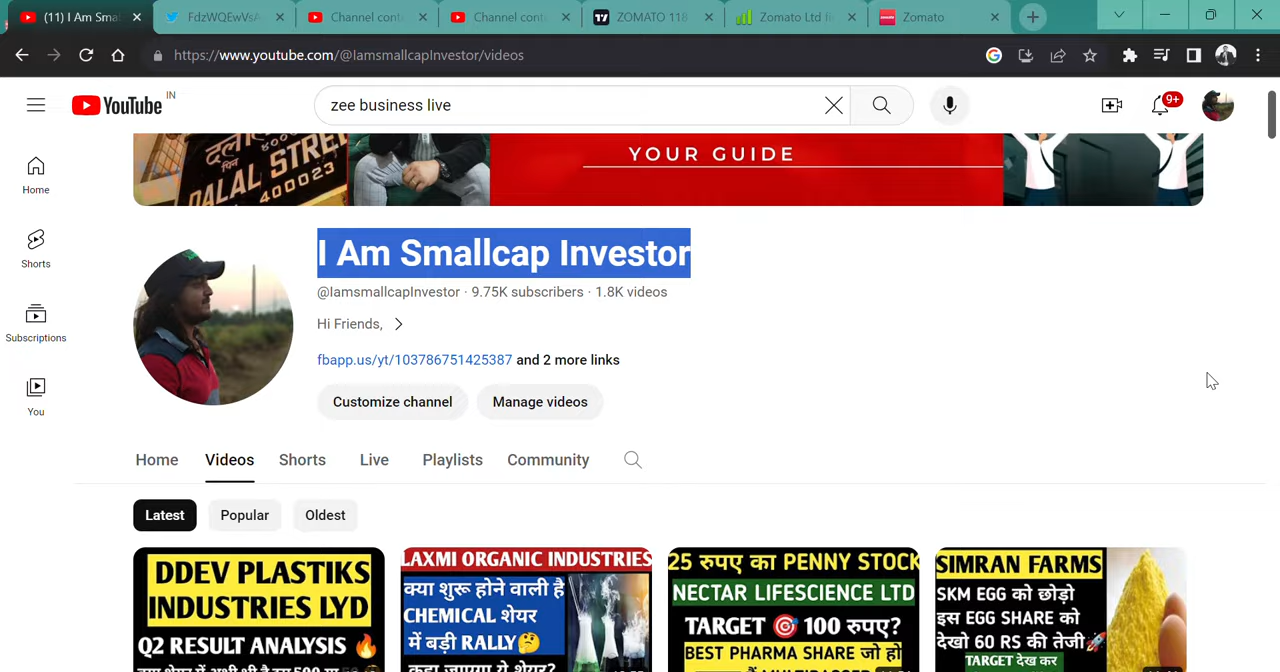 (11) I Am Sma
FdzWQEwVsA
Channel cont
Channel cont
ZOMATO 118
Zomato Ltd fi
Zomato
https://www.youtube.com/@IamsmallcapInvestor/videos
YouTube IN
zee business live
9+
Home
Shorts
Subscriptions
You
दलाल
DALAL STREE
400023
YOUR GUIDE
I Am Smallcap Investor
@IamsmallcapInvestor · 9.75K subscribers · 1.8K videos
Hi Friends,
fbapp.us/yt/103786751425387 and 2 more links
Customize channel
Manage videos
Home
Videos
Shorts
Live
Playlists
Community
Latest
Popular
Oldest
DDEV PLASTIKS
INDUSTRIES LYD
Q2 RESULT ANALYSIS
LAXMI ORGANIC INDUSTRIES
क्या शुरू होने वाली है
CHEMICAL शेयर
में बड़ी RALLY
25 रुपए का PENNY STOCK
NECTAR LIFESCIENCE LTD
TARGET 🎯 100 रुपए?
BEST PHARMA SHARE जो हो
SIMRAN FARMS
SKM EGG को छोड़ो
इस EGG SHARE को
देखो 60 RS की तेजी
TARGET देख कर